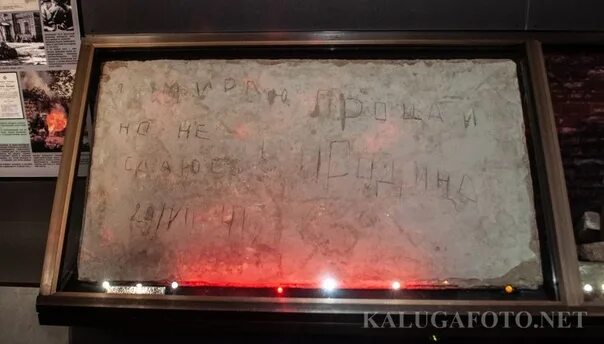 УМИРАЮ
НО НЕ
СДАЮСЬ!
ПРОЩАЙ
РОДИНА
20/VII-41
KALUGAFOTO.NET